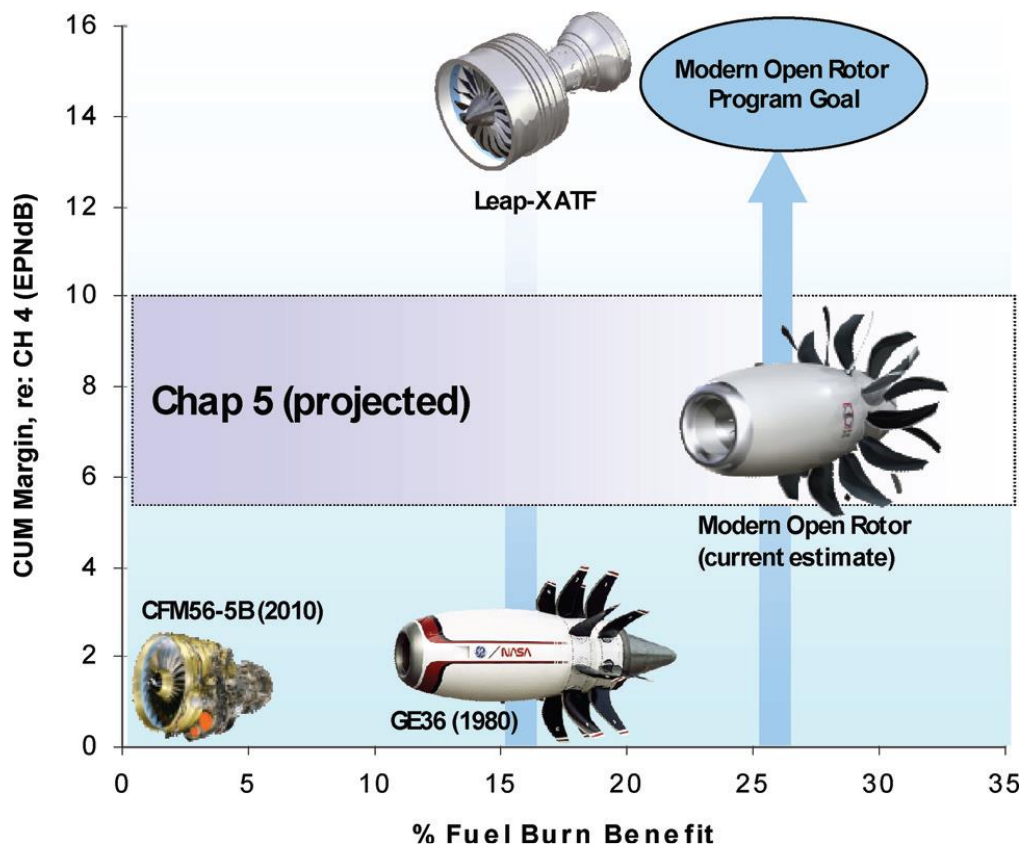 16
14
12
10
8
6
4
2
0
CUM Margin, re: CH 4 (EPNdB)
Modern Open Rotor
Program Goal
Leap-X ATF
Chap 5 (projected)
Modern Open Rotor
(current estimate)
CFM56-5B (2010)
NASA
GE36 (1980)
0 5 10 15 20 25 30 35
% Fuel Burn Benefit